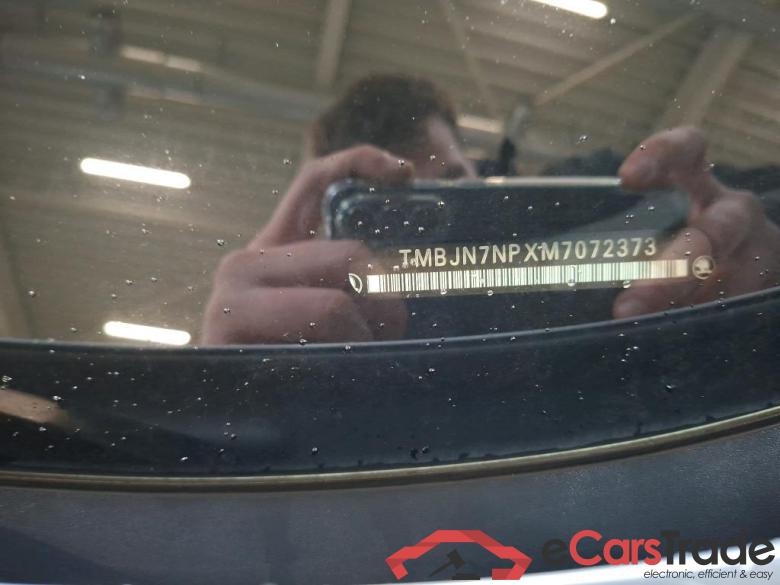 TMBJN7NPXM7072373
eCarsTrade
electronic, efficient & easy